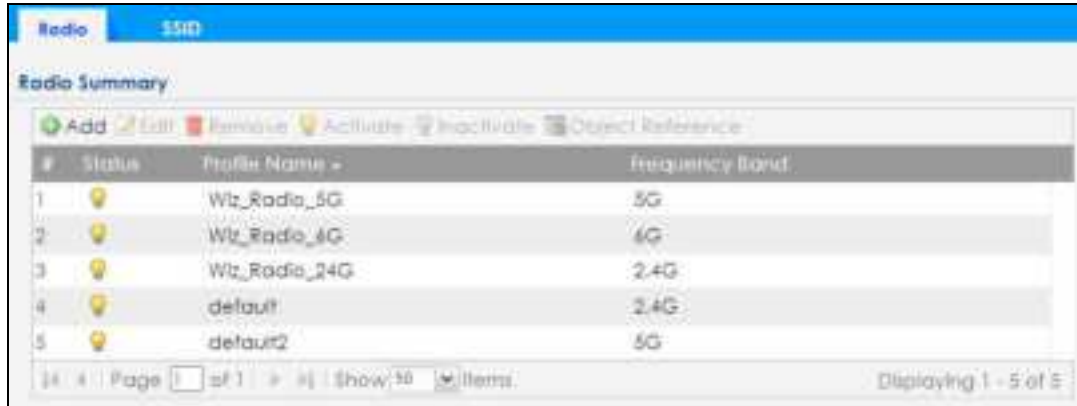 Radio SSID
Radio Summary
Add Edit Remove Activate Inactivate Object Reference
# Status Profile Name Frequency Band
1 Wiz_Radio_5G 5G
2 Wiz_Radio_6G 6G
3 Wiz_Radio_24G 2.4G
4 default 2.4G
5 default2 5G
Page 1 of 1 Show 50 items Displaying 1 - 5 of 5